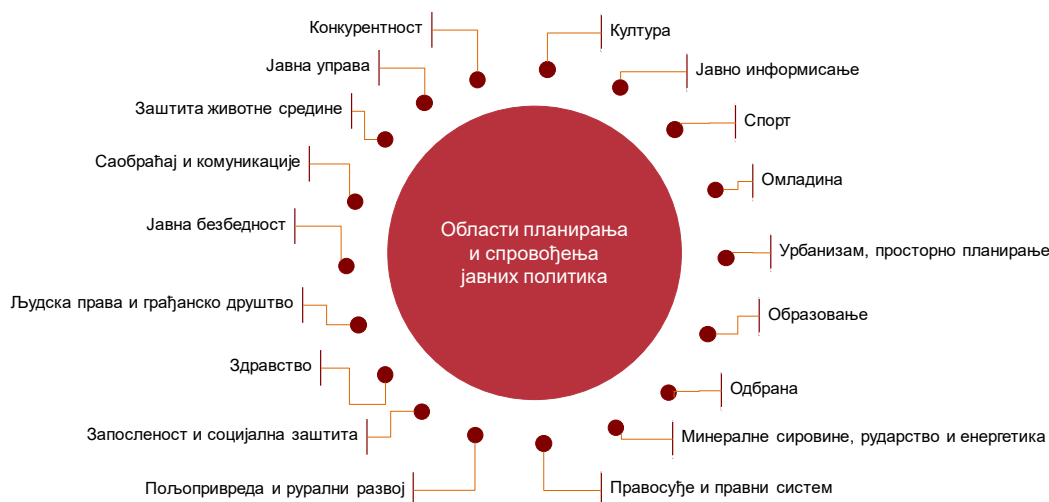 Конкурентност
Култура
Јавна управа
Јавно информисање
Заштита животне средине
Спорт
Саобраћај и комуникације
Омладина
Јавна безбедност
Области планирања
и спровођења
јавних политика
Урбанизам, просторно планирање
Људска права и грађанско друштво
Образовање
Здравство
Одбрана
Запосленост и социјална заштита
Минералне сировине, рударство и енергетика
Пољопривреда и рурални развој
Правосуђе и правни систем